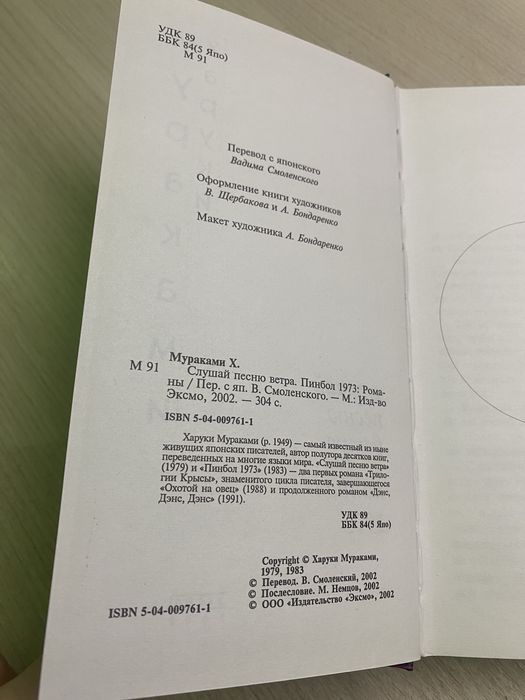 УДК 89
ББК 84(5 Япо)
М 91
Перевод с японского
Вадима Смоленского
Оформление книги художников
В. Щербакова и А. Бондаренко
Макет художника А. Бондаренко
Мураками Х.
М 91 Слушай песню ветра. Пинбол 1973: Рома-
ны / Пер. с яп. В. Смоленского. — М.: Изд-во
Эксмо, 2002. — 304 с.
ISBN 5-04-009761-1
Харуки Мураками (р. 1949) — самый известный из ныне
живущих японских писателей, автор полутора десятков книг,
переведенных на многие языки мира. «Слушай песню ветра»
(1979) и «Пинбол 1973» (1983) — два первых романа «Трило-
гии Крысы», знаменитого цикла писателя, завершающегося
«Охотой на овец» (1988) и продолженного романом «Дэнс,
Дэнс, Дэнс» (1991).
УДК 89
ББК 84(5 Япо)
Copyright © Харуки Мураками,
1979, 1983
© Перевод. В. Смоленский, 2002
© Послесловие. М. Немцов, 2002
© ООО «Издательство «Эксмо», 2002
ISBN 5-04-009761-1